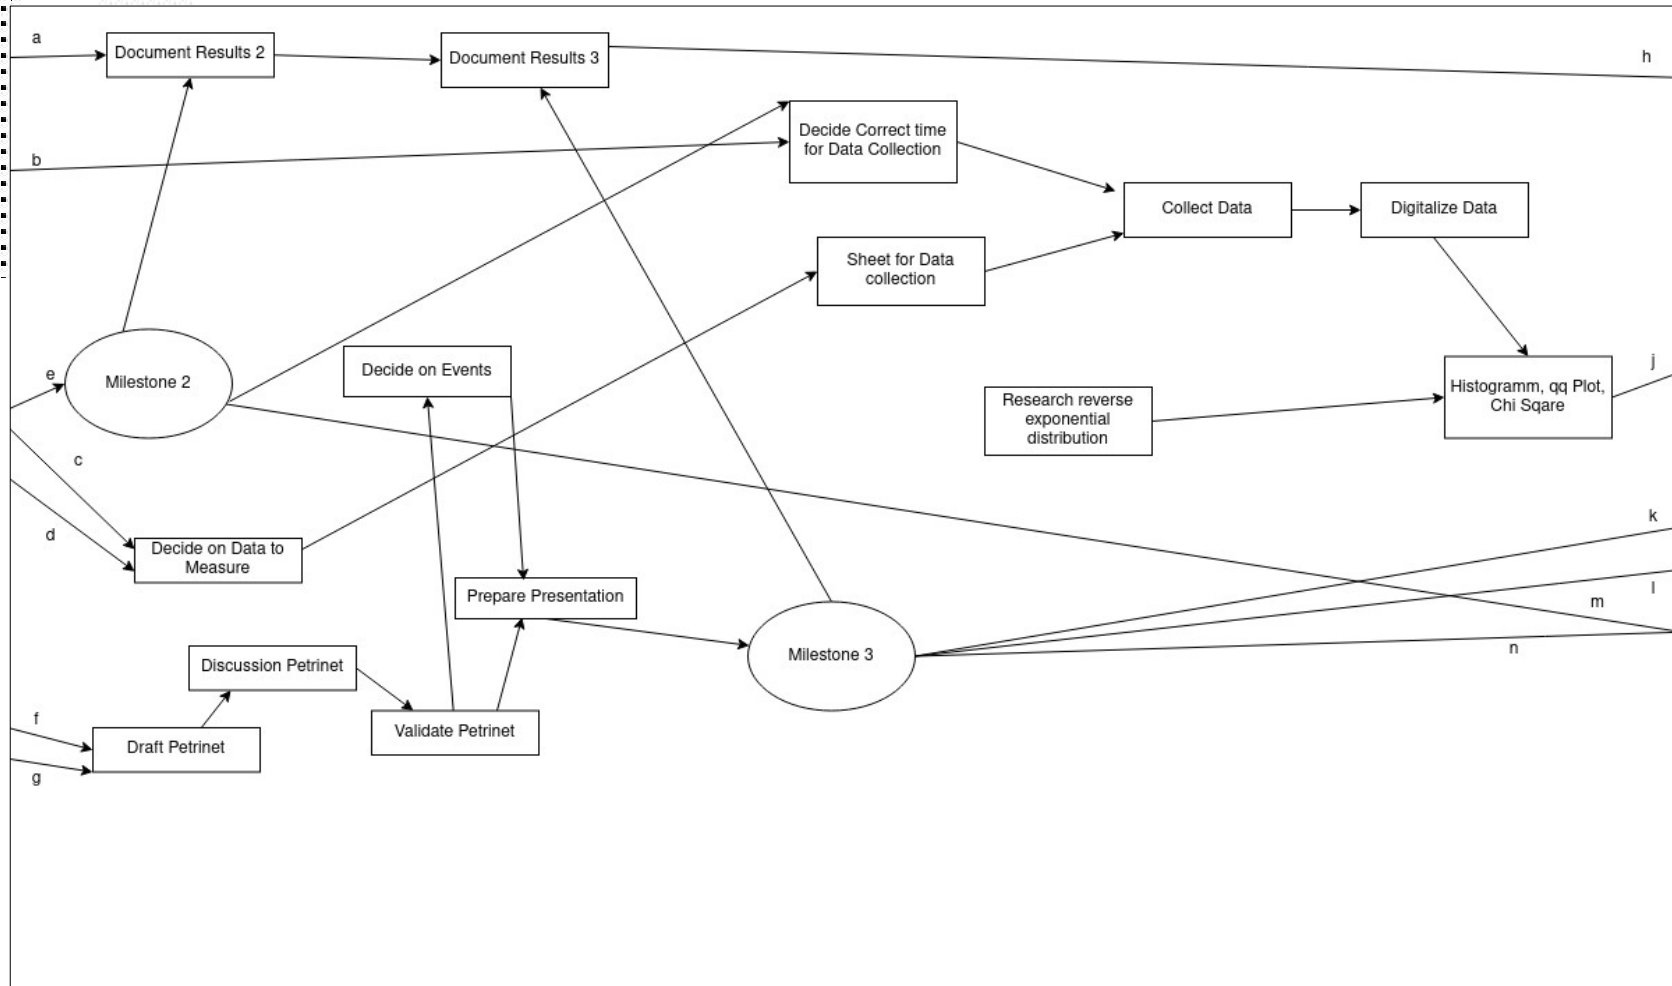 a
Document Results 2
Document Results 3
h
b
Decide Correct time
for Data Collection
Collect Data
Digitalize Data
Sheet for Data
collection
e
Milestone 2
Decide on Events
j
Histogramm, qq Plot,
Chi Sqare
Research reverse
exponential
distribution
c
k
d
Decide on Data to
Measure
l
Prepare Presentation
m
n
Milestone 3
Discussion Petrinet
f
Validate Petrinet
Draft Petrinet
g